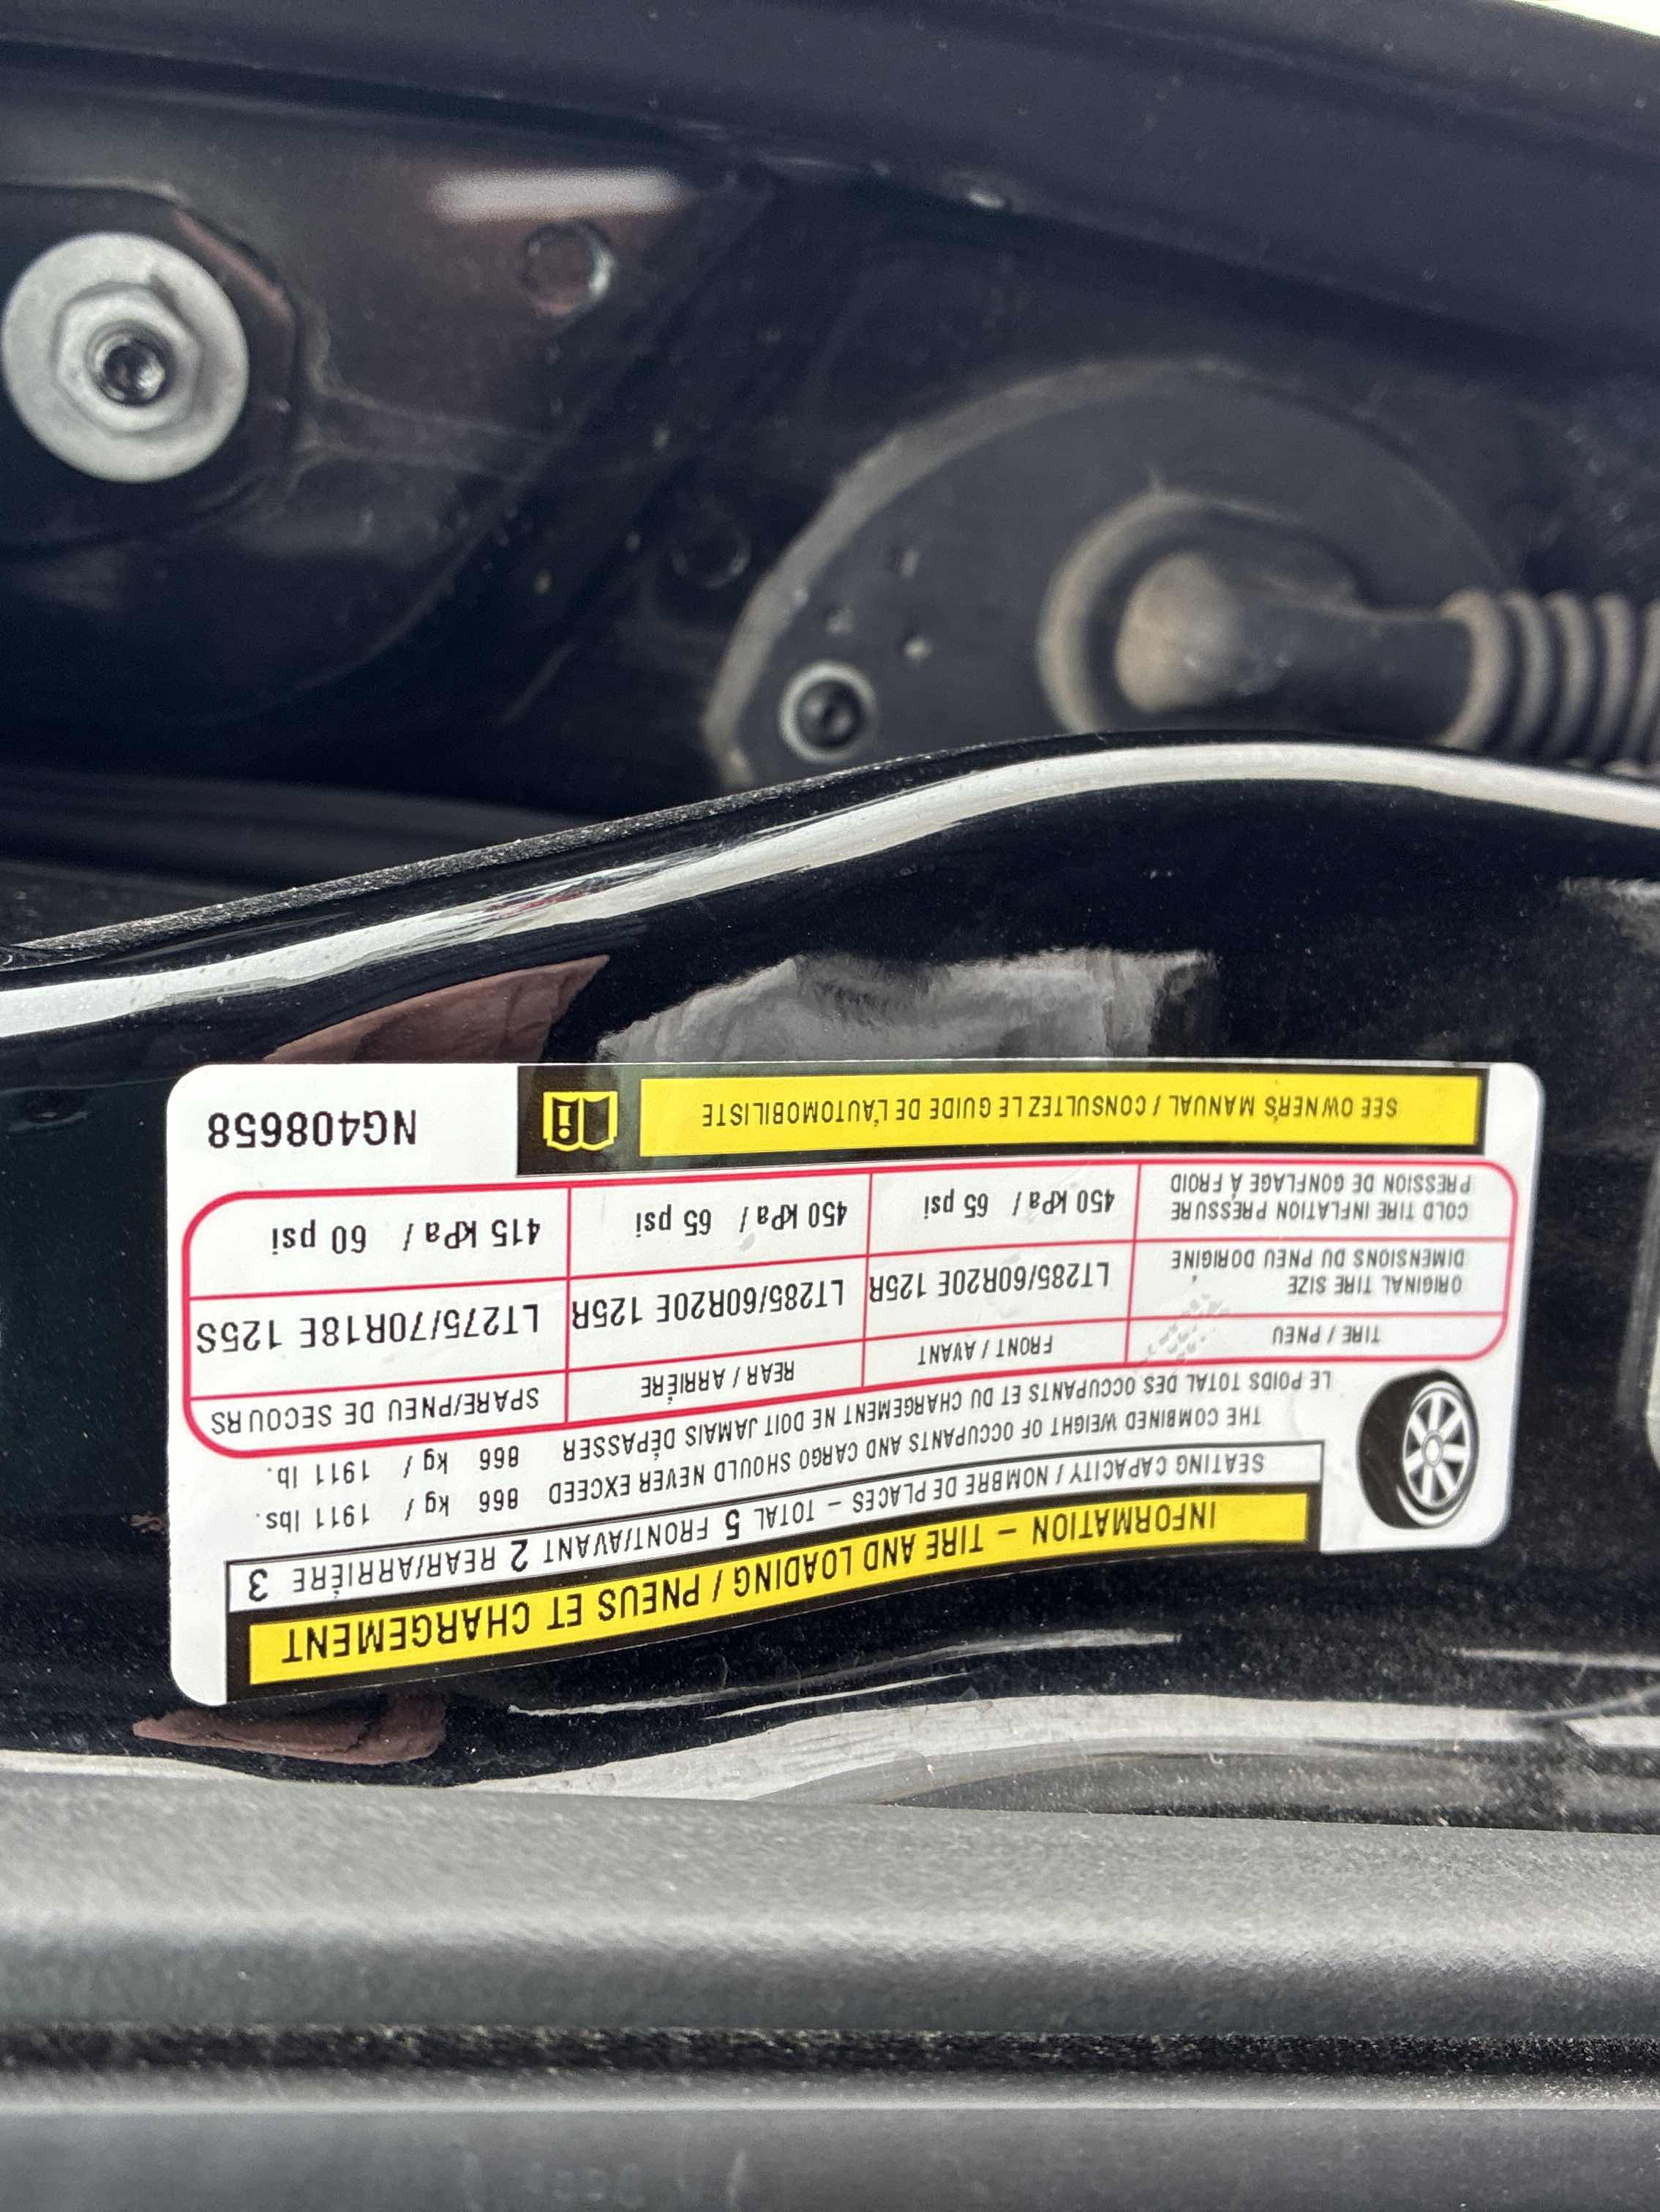 TIRE AND LOADING / PNEUS ET CHARGEMENT
INFORMATION –
SEATING CAPACITY / NOMBRE DE PLACES – TOTAL 5 FRONT/AVANT 2 REAR/ARRIÈRE 3
THE COMBINED WEIGHT OF OCCUPANTS AND CARGO SHOULD NEVER EXCEED 866 kg / 1911 lbs.
LE POIDS TOTAL DES OCCUPANTS ET DU CHARGEMENT NE DOIT JAMAIS DÉPASSER 866 kg / 1911 lb.
TIRE / PNEU FRONT / AVANT REAR / ARRIÈRE SPARE/PNEU DE SECOURS
ORIGINAL TIRE SIZE
DIMENSIONS DU PNEU DORIGINE
LT285/60R20E 125R LT285/60R20E 125R LT275/70R18E 125S
COLD TIRE INFLATION PRESSURE
PRESSION DE GONFLAGE À FROID
450 kPa / 65 psi 450 kPa / 65 psi 415 kPa / 60 psi
SEE OWNERS MANUAL / CONSULTEZ LE GUIDE DE L'AUTOMOBILISTE
NG408658